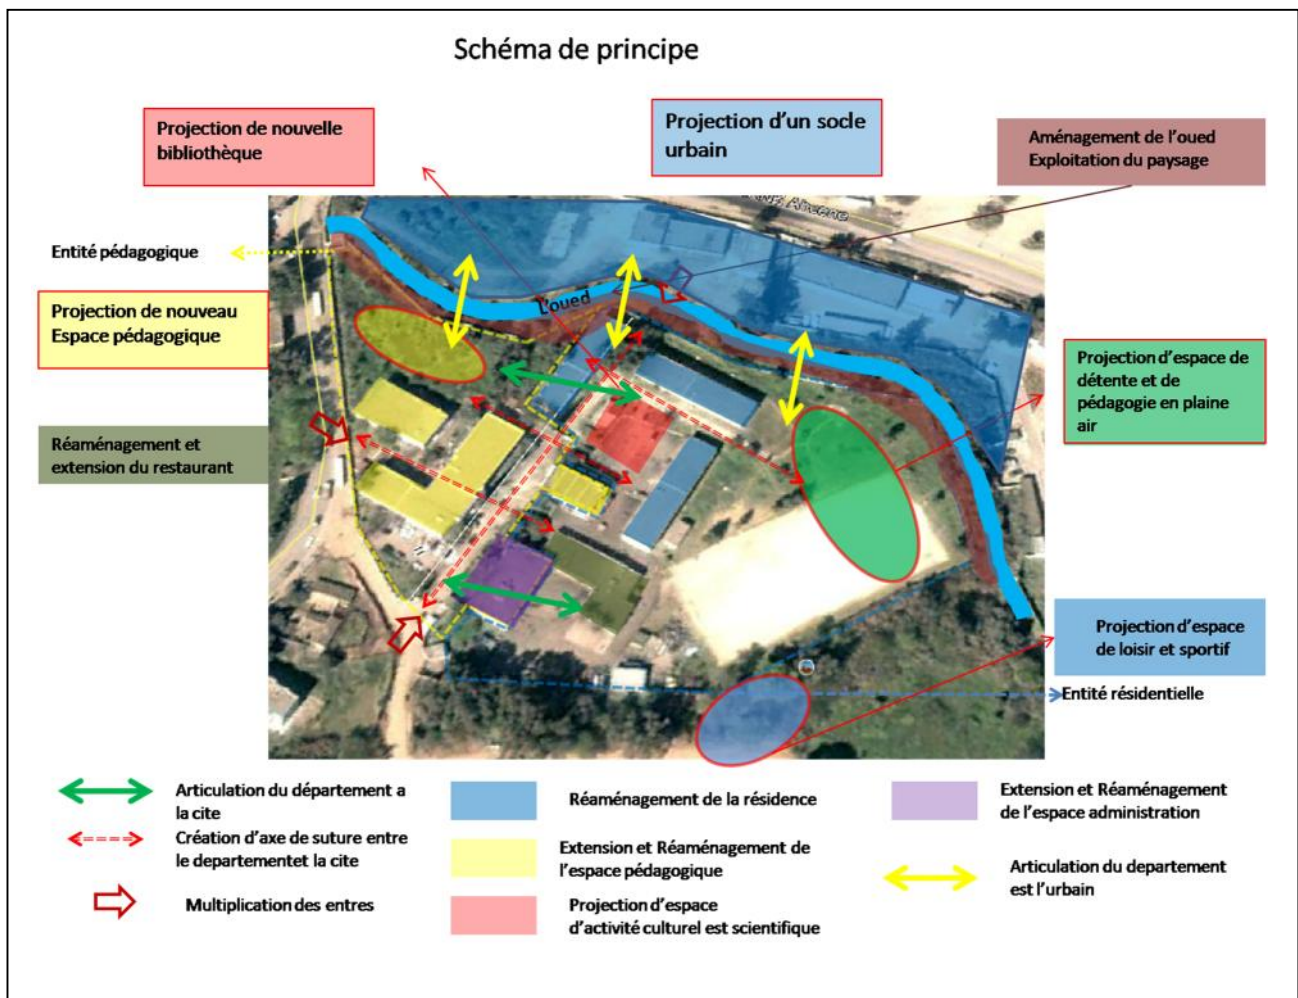 Schéma de principe
Projection de nouvelle
bibliothèque
Projection d'un socle
urbain
Aménagement de l'oued
Exploitation du paysage
Entité pédagogique
Projection de nouveau
Espace pédagogique
L'oued
Projection d'espace de
détente et de
pédagogie en plaine
air
Réaménagement et
extension du restaurant
Projection d'espace
de loisir et sportif
Entité résidentielle
Articulation du département a
la cite
Création d'axe de suture entre
le departementet la cite
Multiplication des entres
Réaménagement de la résidence
Extension et Réaménagement de
l'espace pédagogique
Projection d'espace
d'activité culturel est scientifique
Extension et Réaménagement
de l'espace administration
Articulation du departement
est l'urbain